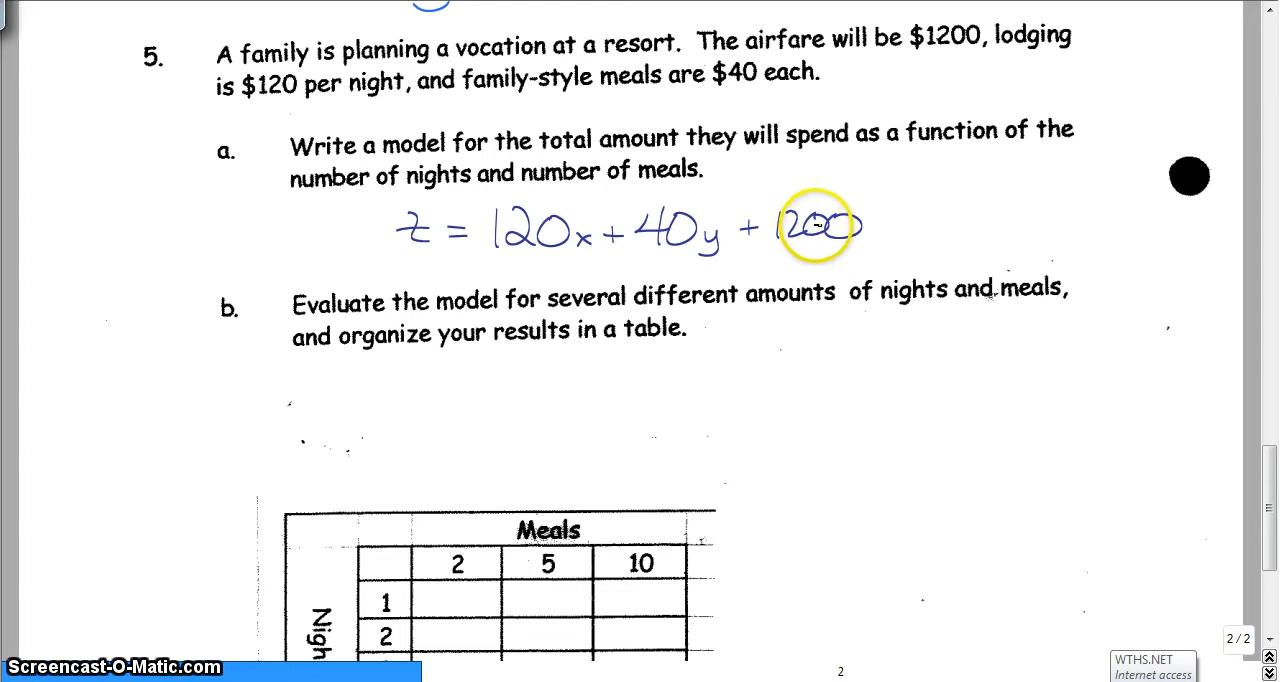 5. A family is planning a vocation at a resort. The airfare will be $1200, lodging
is $120 per night, and family-style meals are $40 each.
a. Write a model for the total amount they will spend as a function of the
number of nights and number of meals.
z = 120x + 40y + 1200
b. Evaluate the model for several different amounts of nights and meals,
and organize your results in a table.
Meals
2 5 10
1
2
Nigh
2 / 2
Screencast-O-Matic.com
2
WTHS.NET
Internet access